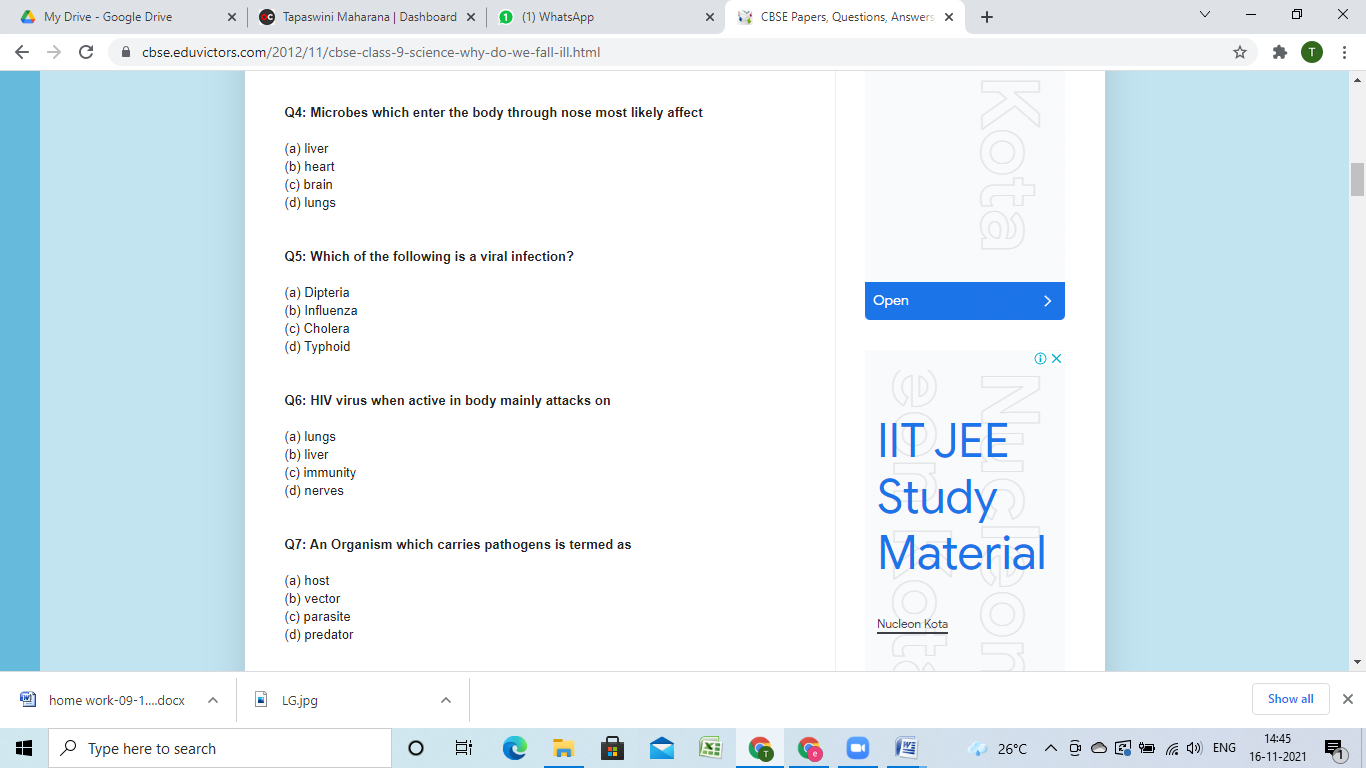 My Drive - Google Drive
Tapaswini Maharana | Dashboard
(1) WhatsApp
CBSE Papers, Questions, Answers
cbse.eduvictors.com/2012/11/cbse-class-9-science-why-do-we-fall-ill.html
T
Q4: Microbes which enter the body through nose most likely affect
(a) liver
(b) heart
(c) brain
(d) lungs
Q5: Which of the following is a viral infection?
(a) Dipteria
(b) Influenza
(c) Cholera
(d) Typhoid
Q6: HIV virus when active in body mainly attacks on
(a) lungs
(b) liver
(c) immunity
(d) nerves
Q7: An Organism which carries pathogens is termed as
(a) host
(b) vector
(c) parasite
(d) predator
Kota
Open
Nucleon
een Kota
IIT JEE
Study
Material
Nucleon Kota
home work-09-1....docx
LG.jpg
Show all
Type here to search
26°C
ENG
14:45
16-11-2021
1